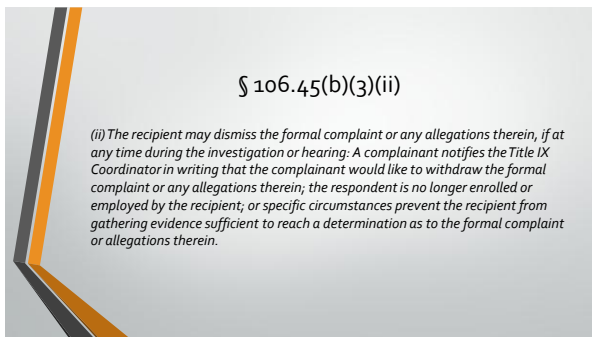 § 106.45(b)(3)(ii)
(ii) The recipient may dismiss the formal complaint or any allegations therein, if at
any time during the investigation or hearing: A complainant notifies the Title IX
Coordinator in writing that the complainant would like to withdraw the formal
complaint or any allegations therein; the respondent is no longer enrolled or
employed by the recipient; or specific circumstances prevent the recipient from
gathering evidence sufficient to reach a determination as to the formal complaint
or allegations therein.